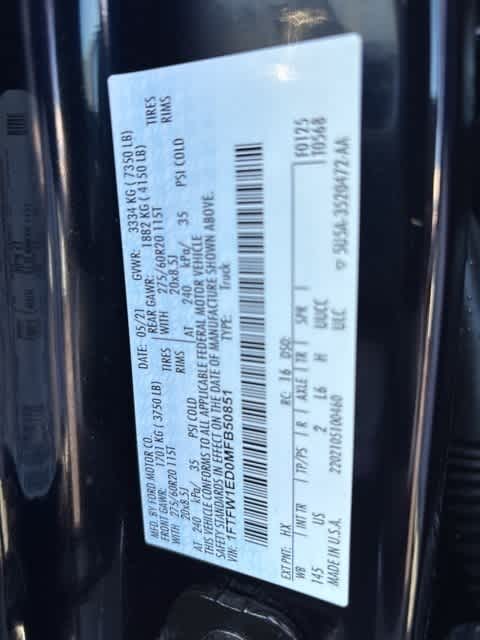 MFD. BY FORD MOTOR CO.
DATE: 05/21 GVWR: 3334 KG ( 7350 LB)
FRONT GAWR: 1701 KG ( 3750 LB)
REAR GAWR: 1882 KG ( 4150 LB)
275/60R20 115T TIRES
WITH 275/60R20 115T TIRES
20x8.5J RIMS
20x8.5J RIMS
AT 240 kPa/ 35 PSI COLD
AT 240 kPa/ 35 PSI COLD
THIS VEHICLE CONFORMS TO ALL APPLICABLE FEDERAL MOTOR VEHICLE
SAFETY STANDARDS IN EFFECT ON THE DATE OF MANUFACTURE SHOWN ABOVE.
VIN: 1FTFW1ED0MFB50851 TYPE: Truck
F0125
T0568
EXT PNT: HX RC: 16 DSO:
WB INT TR TP/PS R AXLE TR SPR
145 US 2 L6 H UUCC
MADE IN U.S.A. 2202105100460 ULC
5U5A-3520472-AA